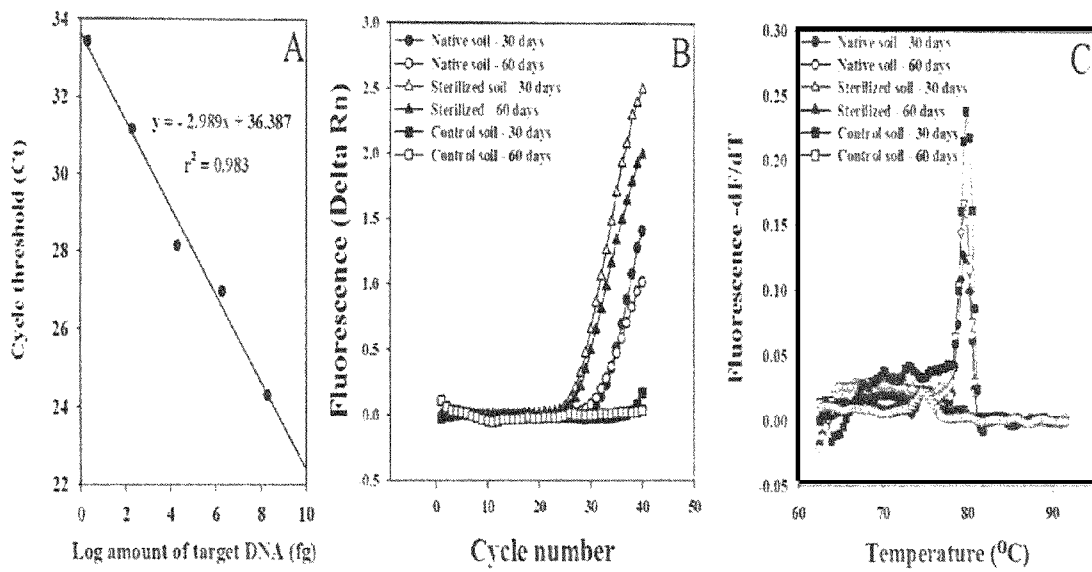 A
Cycle threshold (Ct)
34
32
30
28
26
24
22
y = - 2.989x + 36.387
r² = 0.983
0 2 4 6 8 10
Log amount of target DNA (fg)
B
Fluorescence (Delta Rn)
3.0
2.5
2.0
1.5
1.0
0.5
0.0
0.5
Native soil - 30 days
Native soil - 60 days
Sterilized soil - 30 days
Sterilized - 60 days
Control soil - 30 days
Control soil - 60 days
0 10 20 30 40 50
Cycle number
C
Fluorescence -dF/dT
0.30
0.25
0.20
0.15
0.10
0.05
0.00
-0.05
Native soil - 30 days
Native soil - 60 days
Sterilized soil - 30 days
Sterilized - 60 days
Control soil - 30 days
Control soil - 60 days
60 70 80 90
Temperature (⁰C)